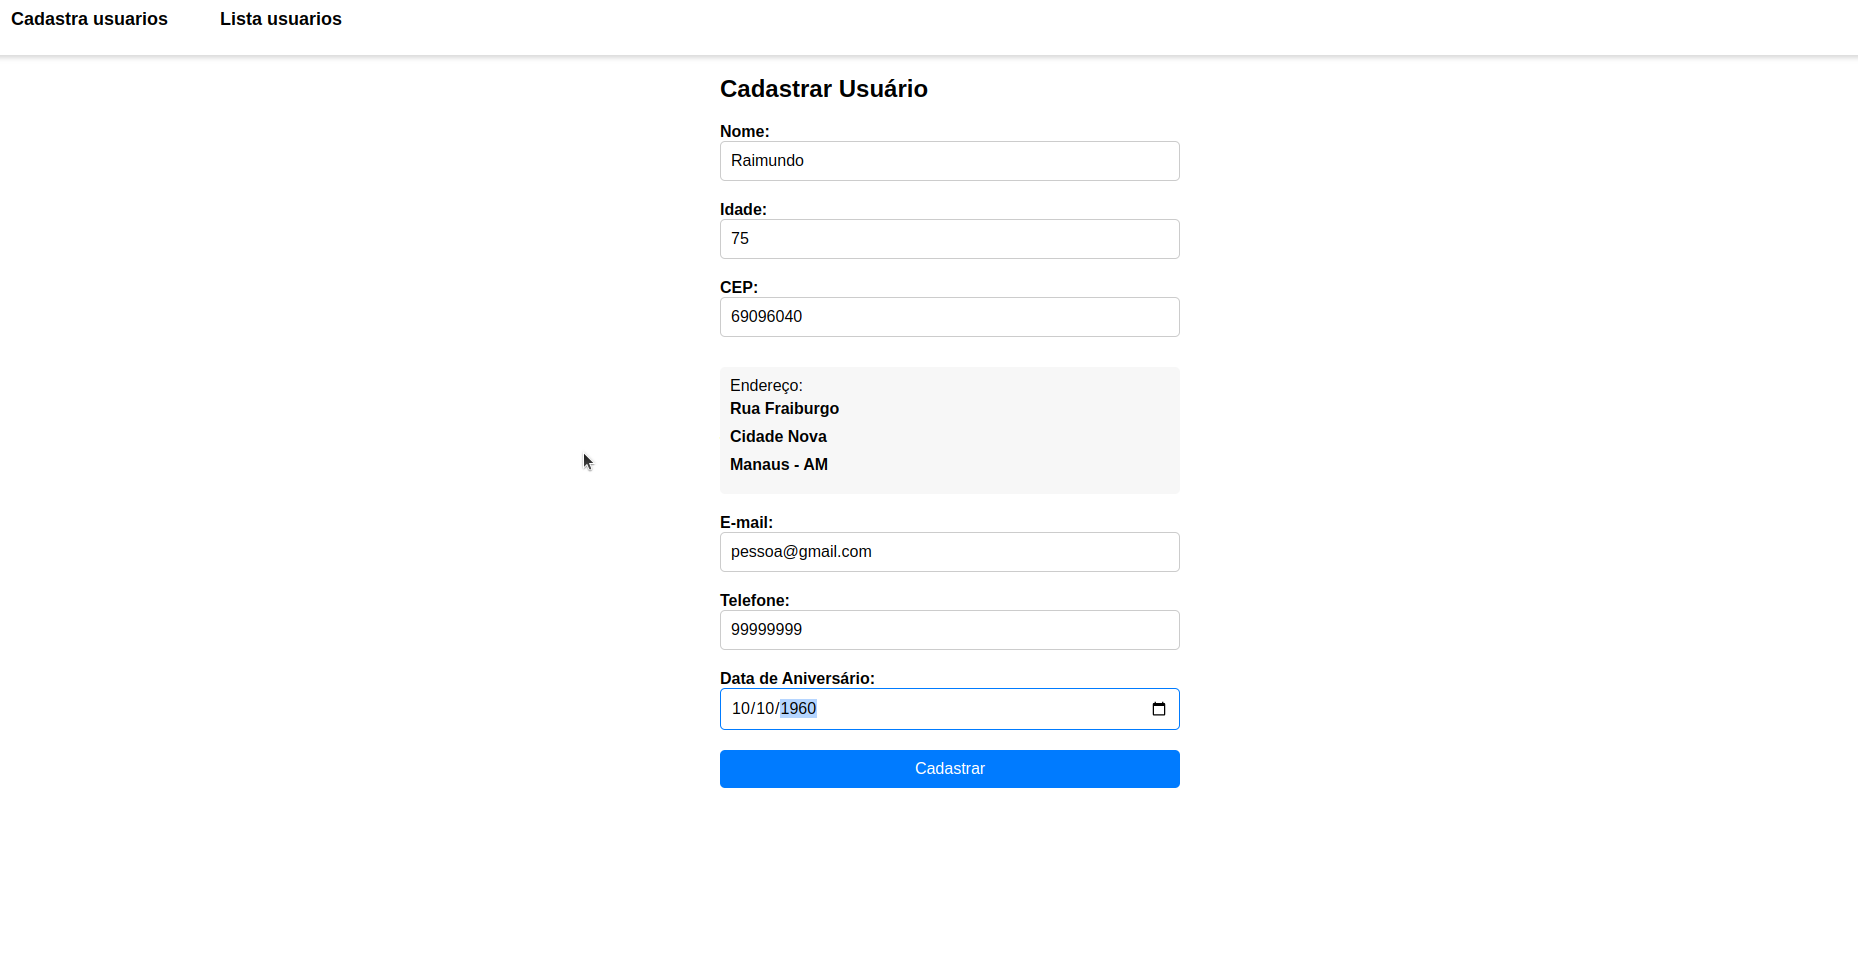 Cadastra usuarios Lista usuarios
Cadastrar Usuário
Nome:
Raimundo
Idade:
75
CEP:
69096040
Endereço:
Rua Fraiburgo
Cidade Nova
Manaus - AM
E-mail:
pessoa@gmail.com
Telefone:
99999999
Data de Aniversário:
10/10/1960
Cadastrar